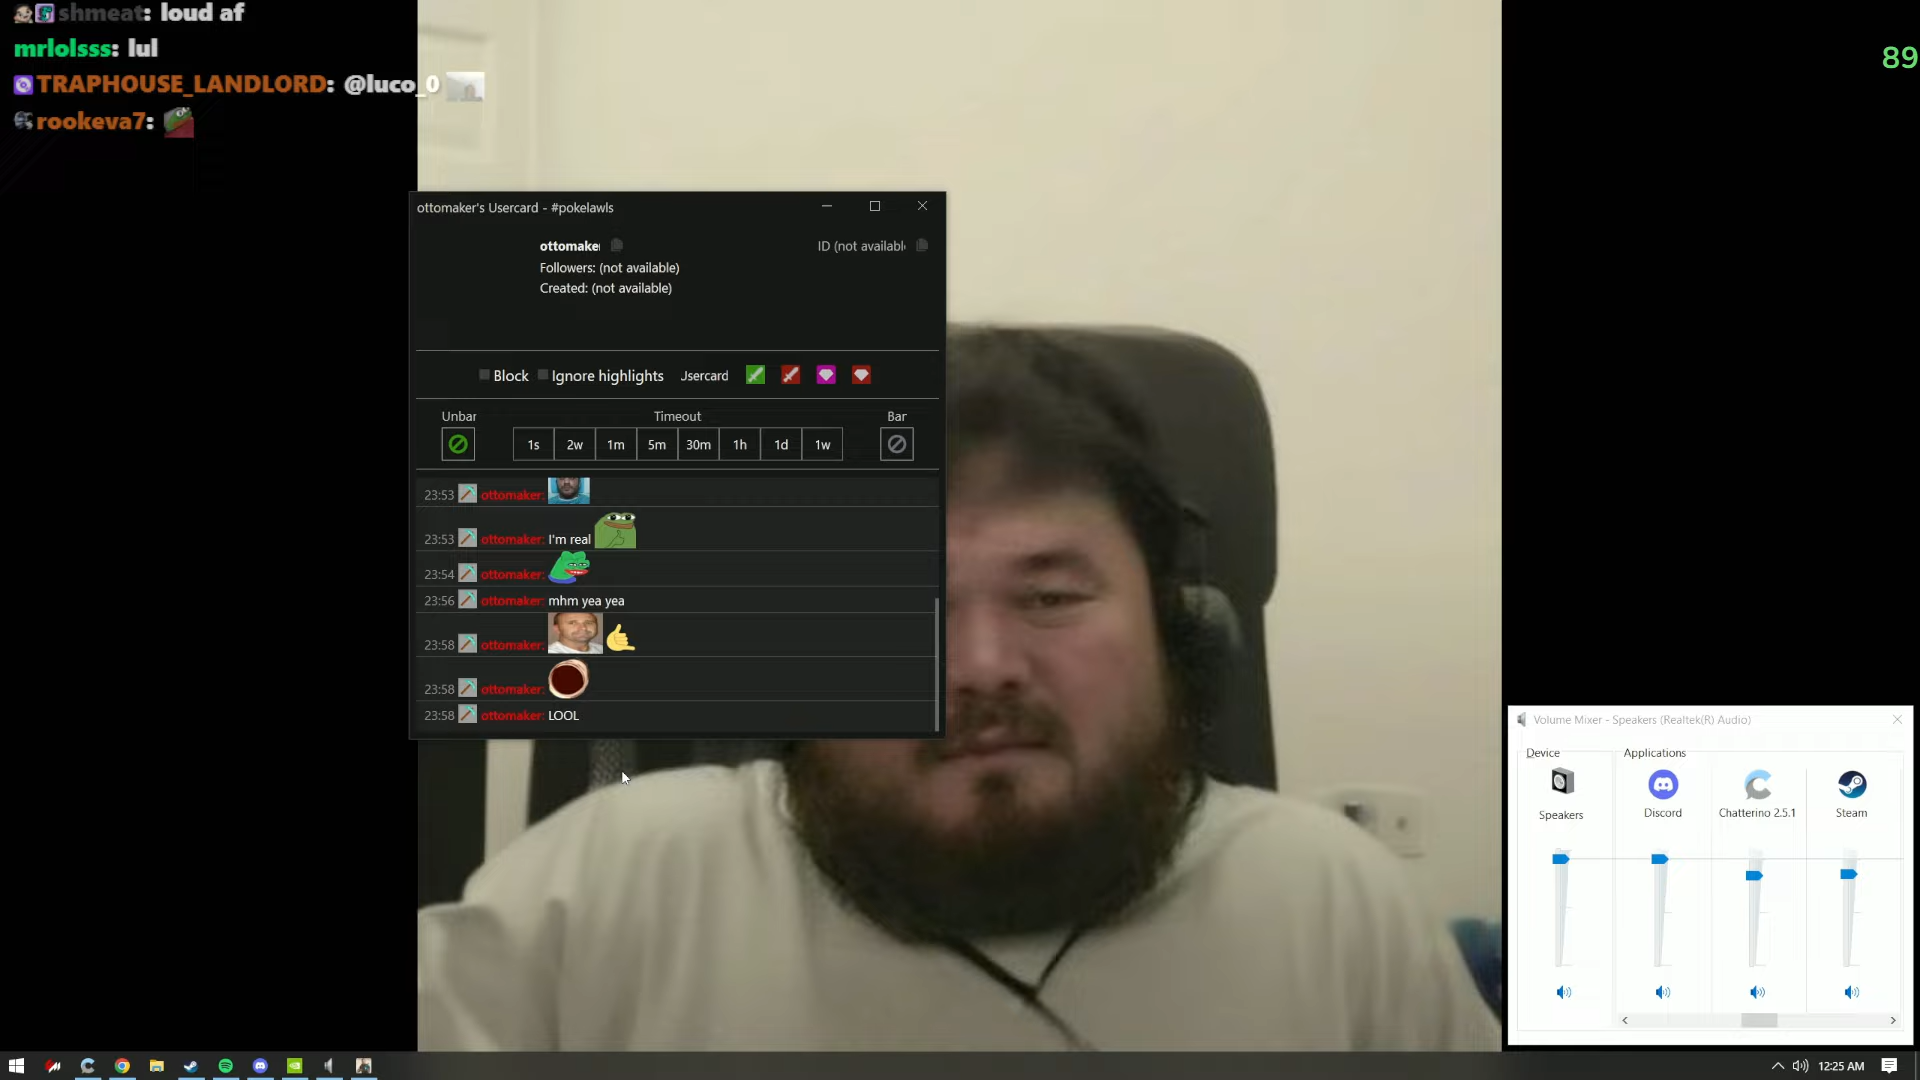 shmeat: loud af
mrlolsss: lul
TRAPHOUSE_LANDLORD: @luco_0
rookeva7:
89
ottomaker's Usercard - #pokelawls
ottomaker
ID (not available
Followers: (not available)
Created: (not available)
Block Ignore highlights Usercard
Unban Timeout Ban
1s 2w 1m 5m 30m 1h 1d 1w
23:53 ottomaker:
23:53 ottomaker: I'm real
23:54 ottomaker:
23:56 ottomaker: mhm yea yea
23:58 ottomaker:
23:58 ottomaker:
23:58 ottomaker: LOOL
Volume Mixer - Speakers (Realtek(R) Audio)
Device Applications
Speakers Discord Chatterino 2.5.1 Steam
12:25 AM